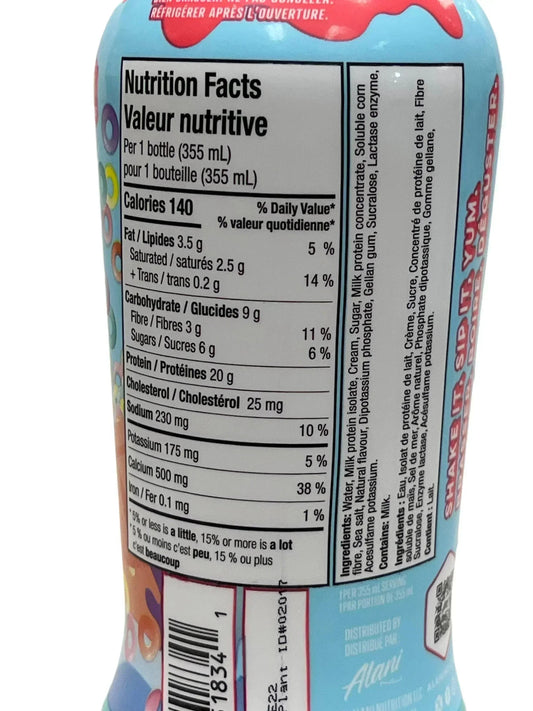 RÉFRIGÉRER APRÈS L'OUVERTURE.
Nutrition Facts
Valeur nutritive
Per 1 bottle (355 mL)
pour 1 bouteille (355 mL)
Calories 140
% Daily Value*
% valeur quotidienne*
Fat / Lipides 3.5 g 5 %
Saturated / saturés 2.5 g
+ Trans / trans 0.2 g 14 %
Carbohydrate / Glucides 9 g
Fibre / Fibres 3 g 11 %
Sugars / Sucres 6 g 6 %
Protein / Protéines 20 g
Cholesterol / Cholestérol 25 mg
Sodium 230 mg 10 %
Potassium 175 mg 5 %
Calcium 500 mg 38 %
Iron / Fer 0.1 mg 1 %
*5% or less is a little, 15% or more is a lot
*5 % ou moins c'est peu, 15 % ou plus
c'est beaucoup
Ingredients: Water, Milk protein isolate, Cream, Sugar, Milk protein concentrate, Soluble corn
fibre, Sea salt, Natural flavour, Dipotassium phosphate, Gellan gum, Sucralose, Lactase enzyme,
Acesulfame potassium.
Contains: Milk.
Ingrédients : Eau, Isolat de protéine de lait, Crème, Sucre, Concentré de protéine de lait, Fibre
soluble de maïs, Sel de mer, Arôme naturel, Phosphate dipotassique, Gomme gellane,
Sucralose, Enzyme lactase, Acésulfame potassium.
Contient : Lait.
SHAKE IT. SIP IT. YUM.
DÉGUSTER.
1 PER 355 mL SERVING
1 PAR PORTION DE 355 mL
DISTRIBUTED BY
DISTRIBUÉ PAR
Alani
NUTRITION LLC
51834 1
E22
Plant ID#02017